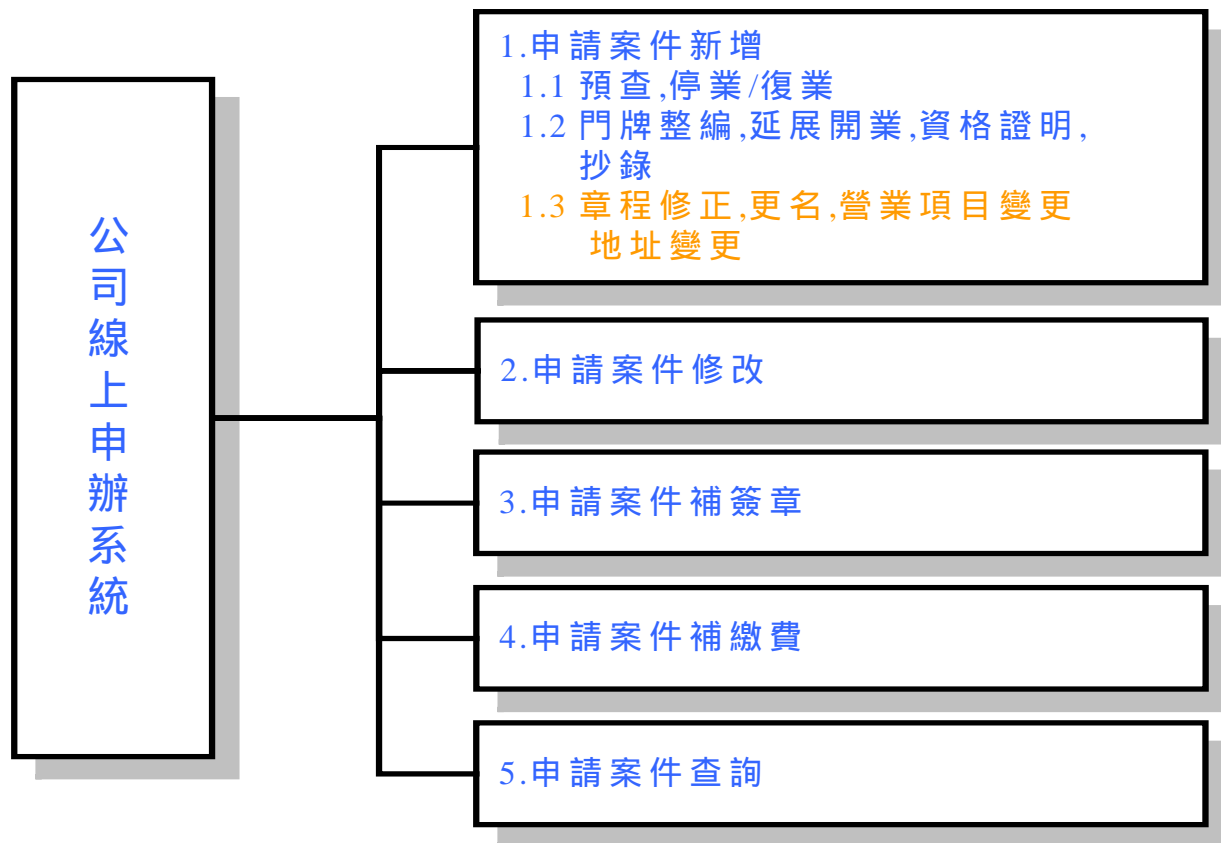 公司線上申辦系統
1.申請案件新增
1.1 預查,停業/復業
1.2 門牌整編,延展開業,資格證明,
抄錄
1.3 章程修正,更名,營業項目變更
地址變更
2.申請案件修改
3.申請案件補簽章
4.申請案件補繳費
5.申請案件查詢